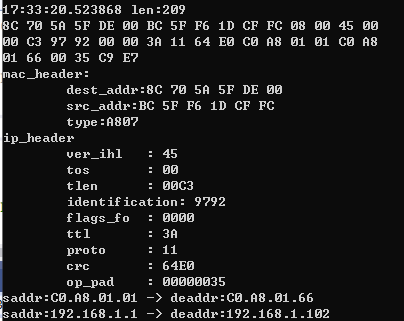 17:33:20.523868 len:209
8C 70 5A 5F DE 00 BC 5F F6 1D CF FC 08 00 45 00
00 C3 97 92 00 00 3A 11 64 E0 C0 A8 01 01 C0 A8
01 66 00 35 C9 E7
mac_header:
dest_addr:8C 70 5A 5F DE 00
src_addr:BC 5F F6 1D CF FC
type:A807
ip_header
ver_ihl : 45
tos : 00
tlen : 00C3
identification: 9792
flags_fo : 0000
ttl : 3A
proto : 11
crc : 64E0
op_pad : 00000035
saddr:C0.A8.01.01 -> deaddr:C0.A8.01.66
saddr:192.168.1.1 -> deaddr:192.168.1.102